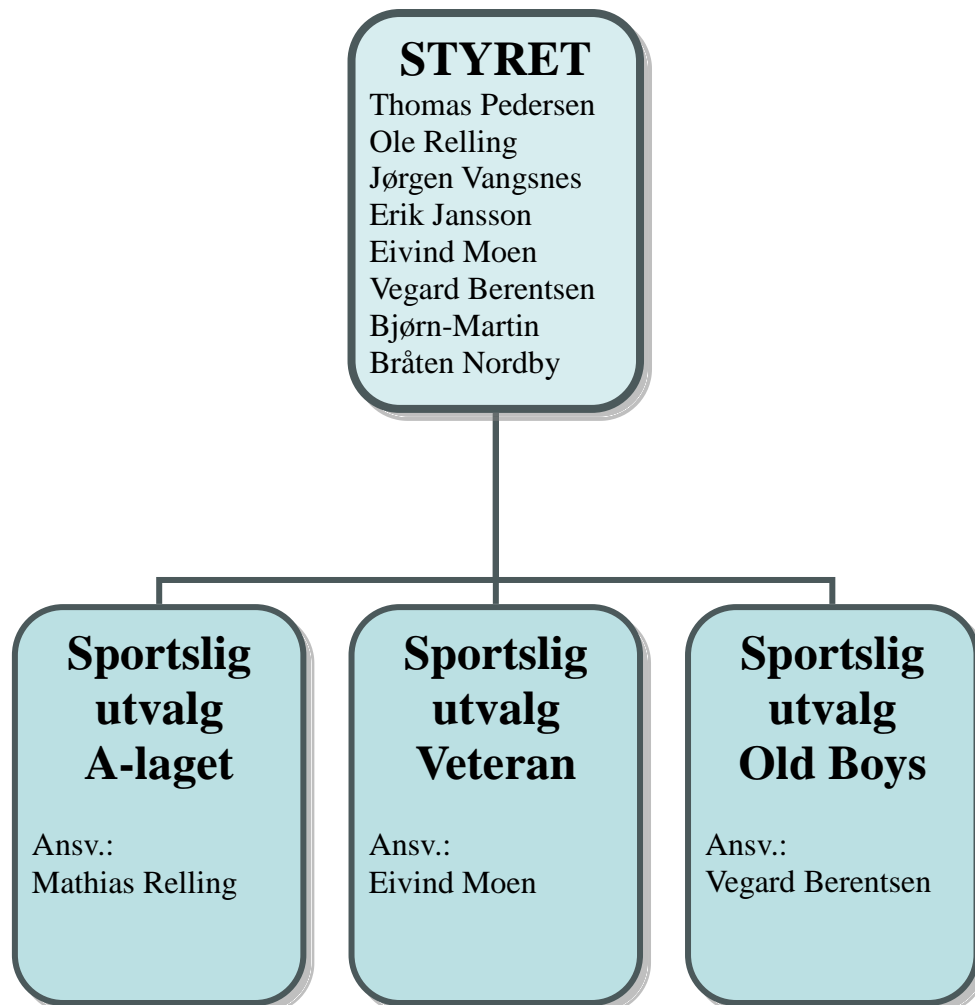 STYRET
Thomas Pedersen
Ole Relling
Jørgen Vangsnes
Erik Jansson
Eivind Moen
Vegard Berentsen
Bjørn-Martin
Bråten Nordby
Sportslig
utvalg
A-laget
Ansv.:
Mathias Relling
Sportslig
utvalg
Veteran
Ansv.:
Eivind Moen
Sportslig
utvalg
Old Boys
Ansv.:
Vegard Berentsen